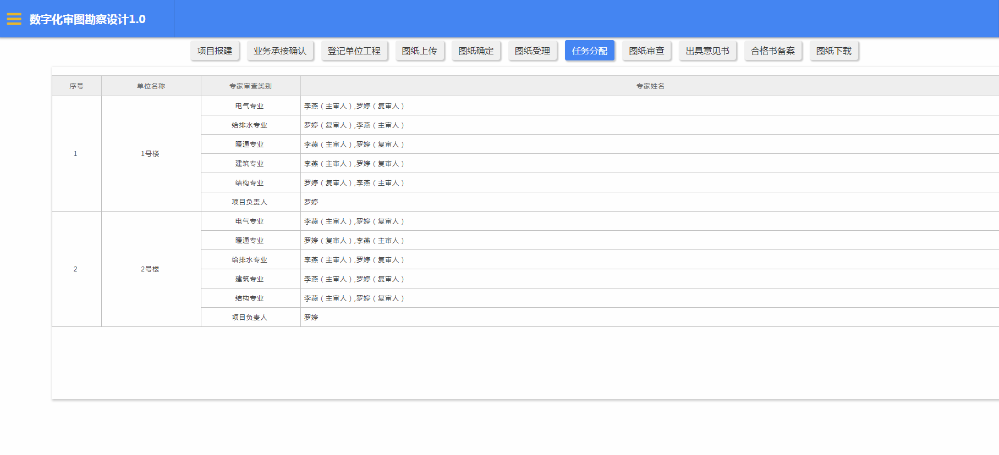 数字化审图勘察设计1.0
项目报建 业务承接确认 登记单位工程 图纸上传 图纸确定 图纸受理 任务分配 图纸审查 出具意见书 合格书备案 图纸下载
序号 单位名称 专家审查类别 专家姓名
电气专业 李燕（主审人）,罗婷（复审人）
给排水专业 罗婷（复审人）,李燕（主审人）
暖通专业 李燕（主审人）,罗婷（复审人）
1 1号楼
建筑专业 李燕（主审人）,罗婷（复审人）
结构专业 罗婷（复审人）,李燕（主审人）
项目负责人 罗婷
电气专业 李燕（主审人）,罗婷（复审人）
暖通专业 罗婷（复审人）,李燕（主审人）
给排水专业 李燕（主审人）,罗婷（复审人）
2 2号楼
建筑专业 李燕（主审人）,罗婷（复审人）
结构专业 李燕（主审人）,罗婷（复审人）
项目负责人 罗婷